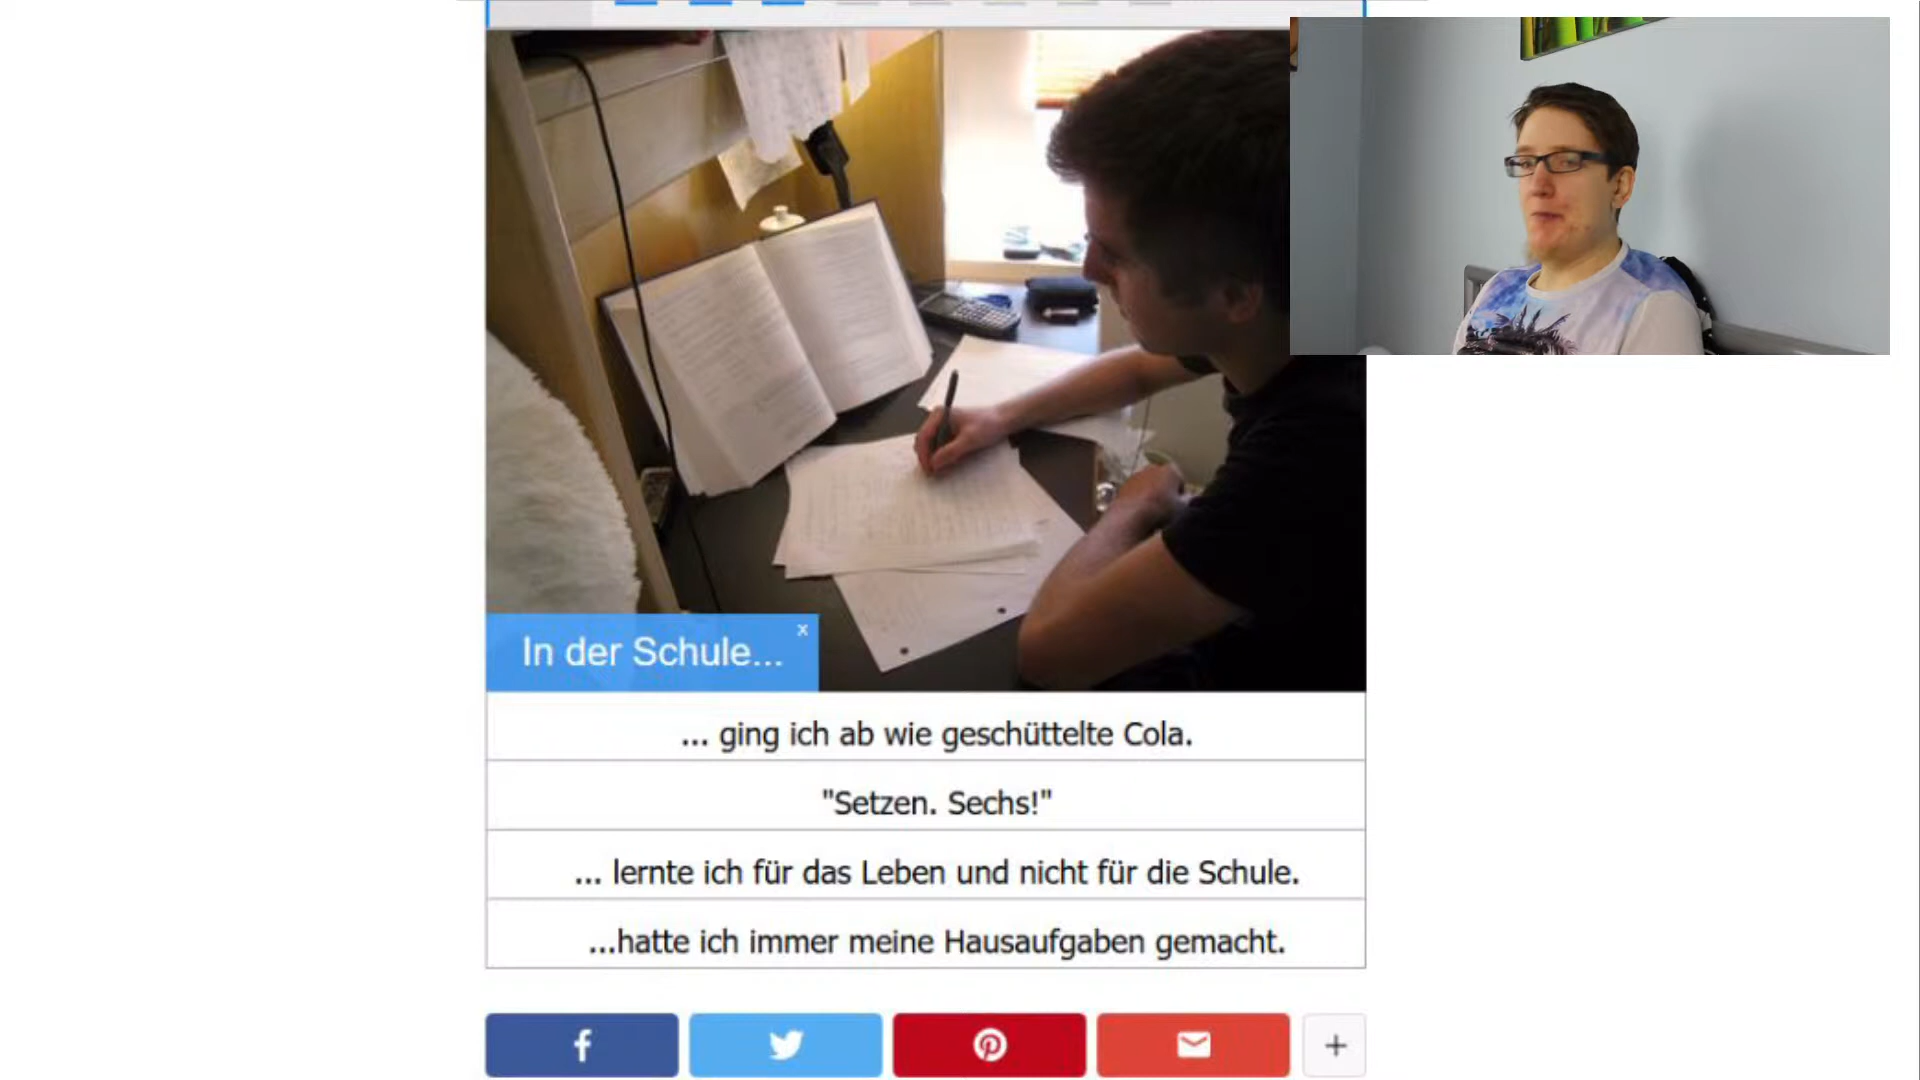 In der Schule...
x
... ging ich ab wie geschüttelte Cola.
"Setzen. Sechs!"
... lernte ich für das Leben und nicht für die Schule.
...hatte ich immer meine Hausaufgaben gemacht.